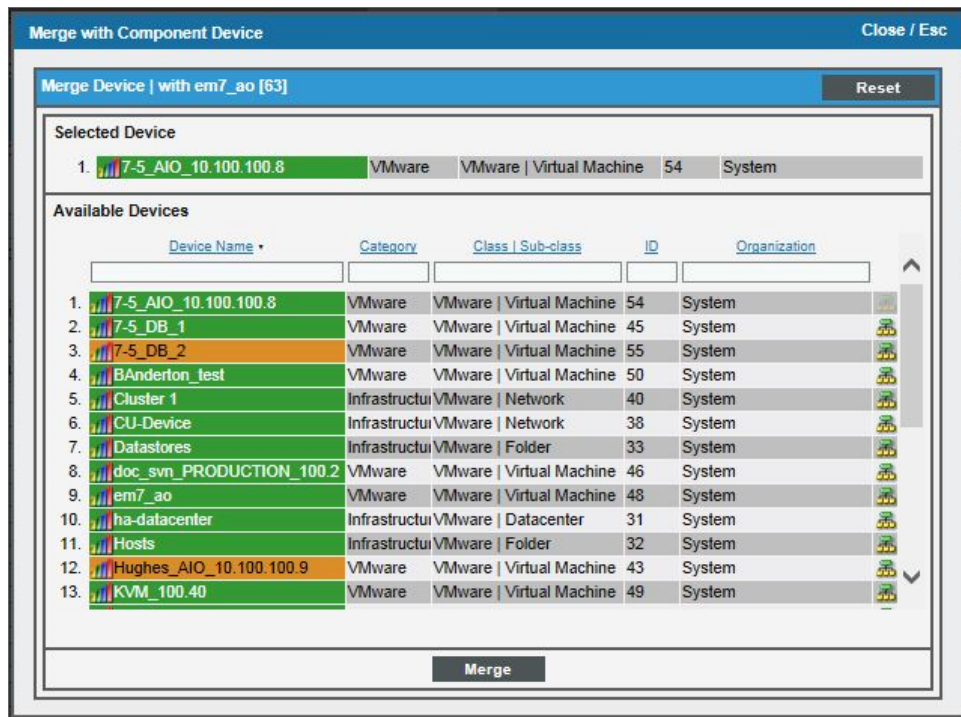 Merge with Component Device Close / Esc
Merge Device | with em7_ao [63] Reset
Selected Device
1. 7-5_AIO_10.100.100.8 VMware VMware | Virtual Machine 54 System
Available Devices
Device Name Category Class | Sub-class ID Organization
1. 7-5_AIO_10.100.100.8 VMware VMware | Virtual Machine 54 System
2. 7-5_DB_1 VMware VMware | Virtual Machine 45 System
3. 7-5_DB_2 VMware VMware | Virtual Machine 55 System
4. BAnderton_test VMware VMware | Virtual Machine 50 System
5. Cluster 1 Infrastructu VMware | Network 40 System
6. CU-Device Infrastructu VMware | Network 38 System
7. Datastores Infrastructu VMware | Folder 33 System
8. doc_svn_PRODUCTION_100.2 VMware VMware | Virtual Machine 46 System
9. em7_ao VMware VMware | Virtual Machine 48 System
10. ha-datacenter Infrastructu VMware | Datacenter 31 System
11. Hosts Infrastructu VMware | Folder 32 System
12. Hughes_AIO_10.100.100.9 VMware VMware | Virtual Machine 43 System
13. KVM_100.40 VMware VMware | Virtual Machine 49 System
Merge